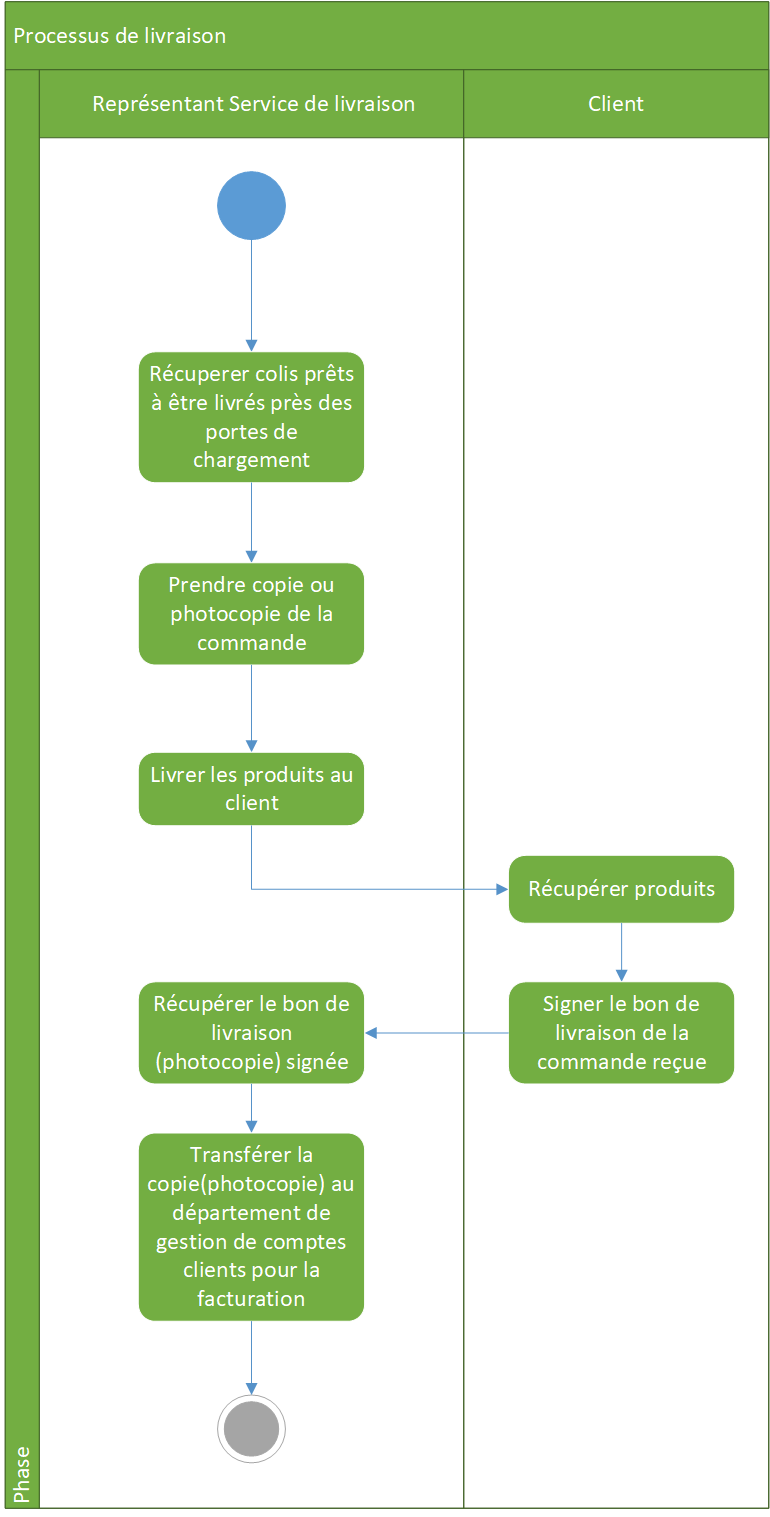 Processus de livraison
Représentant Service de livraison
Client
Récuperer colis prêts
à être livrés près des
portes de
chargement
Prendre copie ou
photocopie de la
commande
Livrer les produits au
client
Récupérer produits
Signer le bon de
livraison de la
commande reçue
Récupérer le bon de
livraison
(photocopie) signée
Transférer la
copie(photocopie) au
département de
gestion de comptes
clients pour la
facturation
Phase